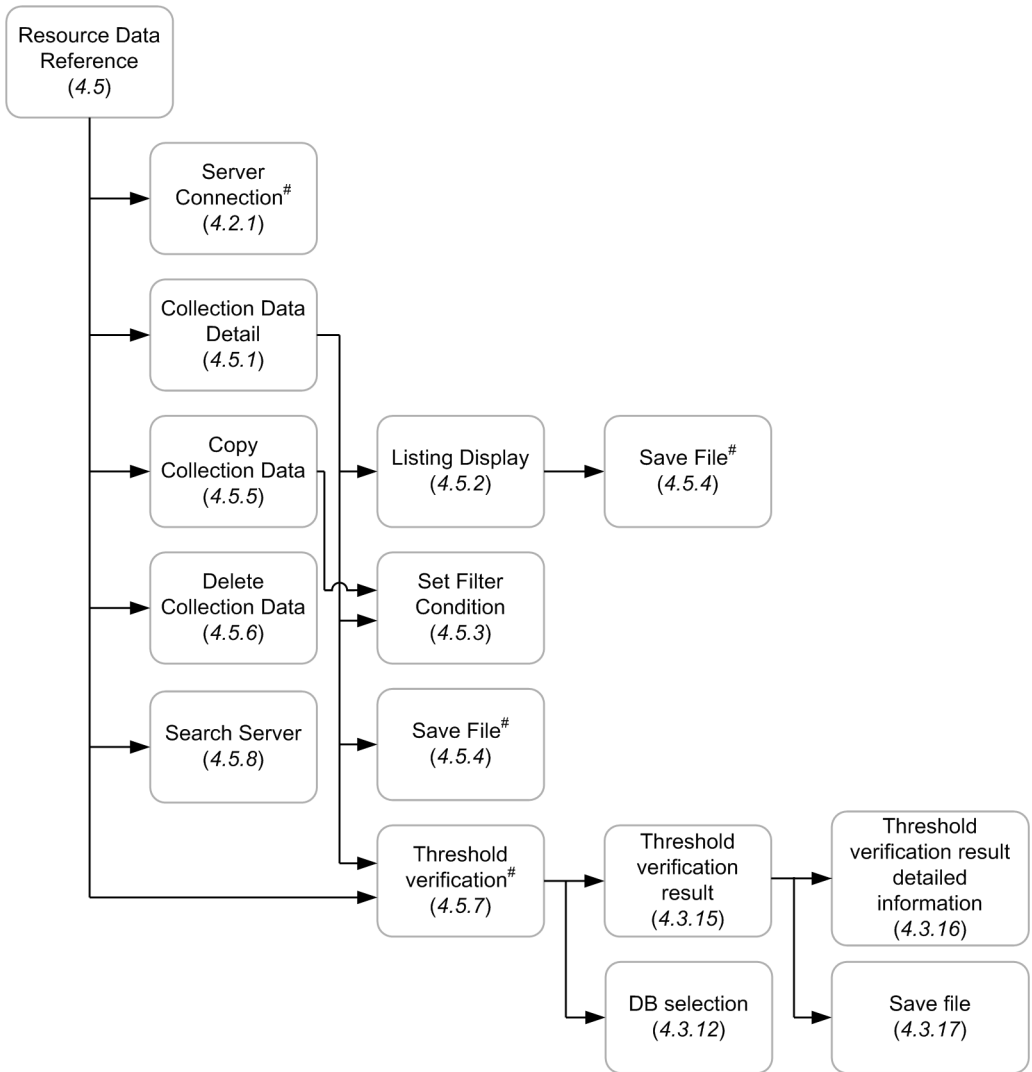 Resource Data
Reference
(4.5)
Server
Connection#
(4.2.1)
Collection Data
Detail
(4.5.1)
Copy
Collection Data
(4.5.5)
Listing Display
(4.5.2)
Save File#
(4.5.4)
Delete
Collection Data
(4.5.6)
Set Filter
Condition
(4.5.3)
Search Server
(4.5.8)
Save File#
(4.5.4)
Threshold
verification#
(4.5.7)
Threshold
verification
result
(4.3.15)
Threshold
verification result
detailed
information
(4.3.16)
DB selection
(4.3.12)
Save file
(4.3.17)